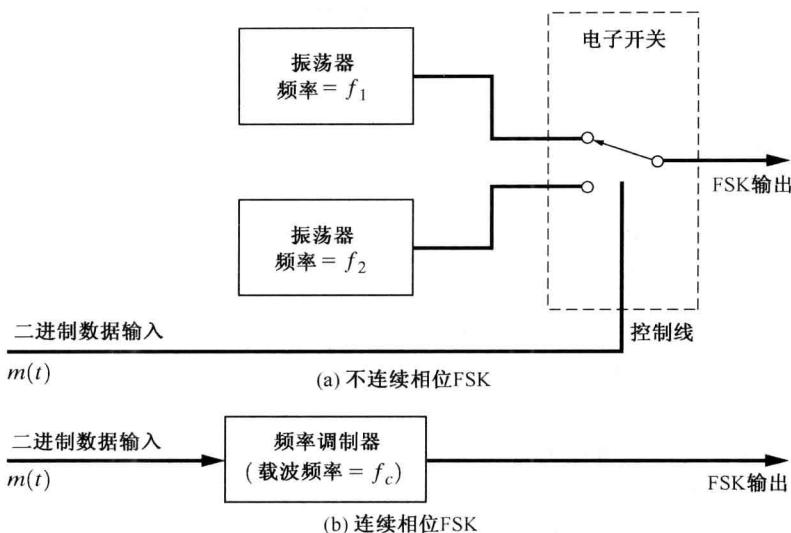 振荡器
频率 = f₁
电子开关
FSK输出
振荡器
频率 = f₂
二进制数据输入
m(t)
控制线
(a) 不连续相位FSK
二进制数据输入
m(t)
频率调制器
( 载波频率 = f_c)
FSK输出
(b) 连续相位FSK